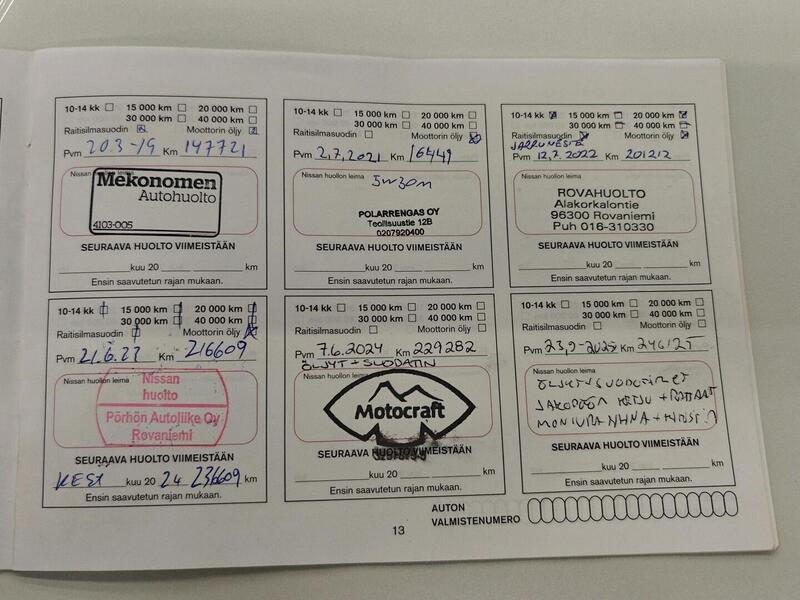 10-14 kk 15 000 km 20 000 km
30 000 km 40 000 km
Raitisilmasuodin Moottorin öljy
Pvm 20.3-19 Km 147721
Nissan huollon leima
Mekonomen
Autohuolto
4103-005
SEURAAVA HUOLTO VIIMEISTÄÄN
kuu 20 km
Ensin saavutetun rajan mukaan.
10-14 kk 15 000 km 20 000 km
30 000 km 40 000 km
Raitisilmasuodin Moottorin öljy
Pvm 2,7,2021 Km
Nissan huollon leima
POLARRENGAS OY
Teollisuustie 12B
0207920400
SEURAAVA HUOLTO VIIMEISTÄÄN
kuu 20 km
Ensin saavutetun rajan mukaan.
10-14 kk 15 000 km 20 000 km
30 000 km 40 000 km
Raitisilmasuodin Moottorin öljy
JARRUNESTE
Pvm 12,7.2022 Km 201212
Nissan huollon leima
ROVAHUOLTO
Alakorkalontie
96300 Rovaniemi
Puh 016-310330
SEURAAVA HUOLTO VIIMEISTÄÄN
kuu 20 km
Ensin saavutetun rajan mukaan.
10-14 kk 15 000 km 20 000 km
30 000 km 40 000 km
Raitisilmasuodin Moottorin öljy
Pvm Km 216609
Nissan huollon leima
Nissan
huolto
Pörhön Autoliike Oy
Rovaniemi
SEURAAVA HUOLTO VIIMEISTÄÄN
KESÄ kuu 20 24 236609 km
Ensin saavutetun rajan mukaan.
10-14 kk 15 000 km 20 000 km
30 000 km 40 000 km
Raitisilmasuodin Moottorin öljy
Pvm 7.6.2024 Km 229282
ÖLJYT + SUODATIN
Nissan huollon leima
Motocraft
SEURAAVA HUOLTO VIIMEISTÄÄN
kuu 20 km
Ensin saavutetun rajan mukaan.
10-14 kk 15 000 km 20 000 km
30 000 km 40 000 km
Raitisilmasuodin Moottorin öljy
Pvm 23,9-2025 Km
Nissan huollon leima
JAKOPÄÄN KETJU + RATTAAT
SEURAAVA HUOLTO VIIMEISTÄÄN
kuu 20 km
Ensin saavutetun rajan mukaan.
AUTON
VALMISTENUMERO
13